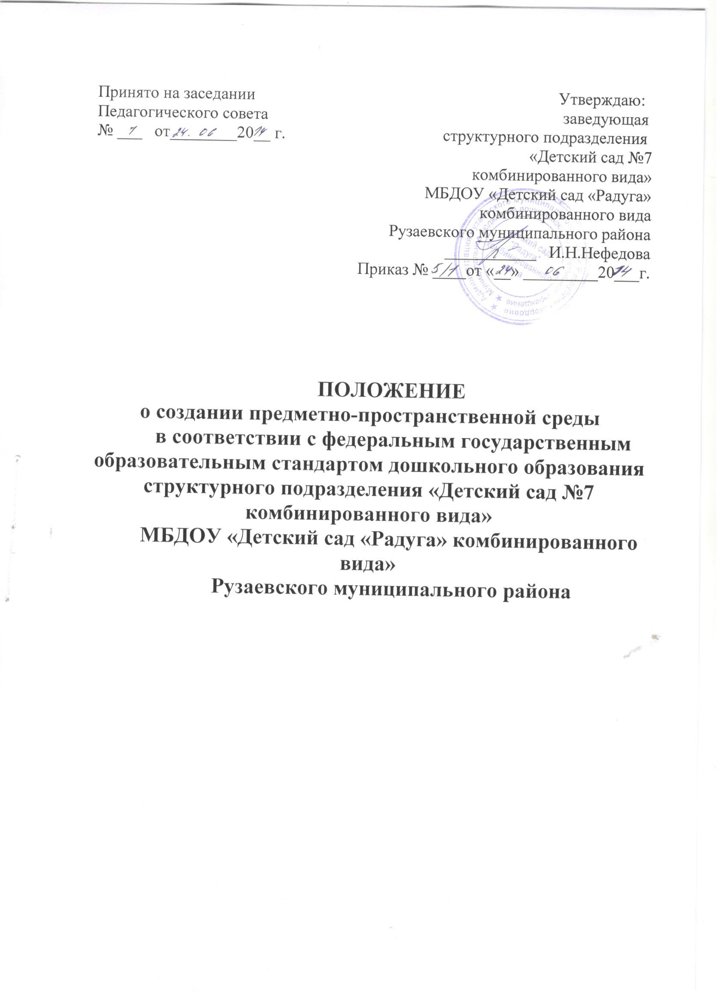 Принято на заседании
Педагогического совета
№ 1 от 24. 06 2014 г.
Утверждаю:
заведующая
структурного подразделения
«Детский сад №7
комбинированного вида»
МБДОУ «Детский сад «Радуга»
комбинированного вида
Рузаевского муниципального района
И.Н.Нефедова
Приказ № 5/1 от «24» 06 2014 г.
ПОЛОЖЕНИЕ
о создании предметно-пространственной среды
в соответствии с федеральным государственным
образовательным стандартом дошкольного образования
структурного подразделения «Детский сад №7
комбинированного вида»
МБДОУ «Детский сад «Радуга» комбинированного
вида»
Рузаевского муниципального района